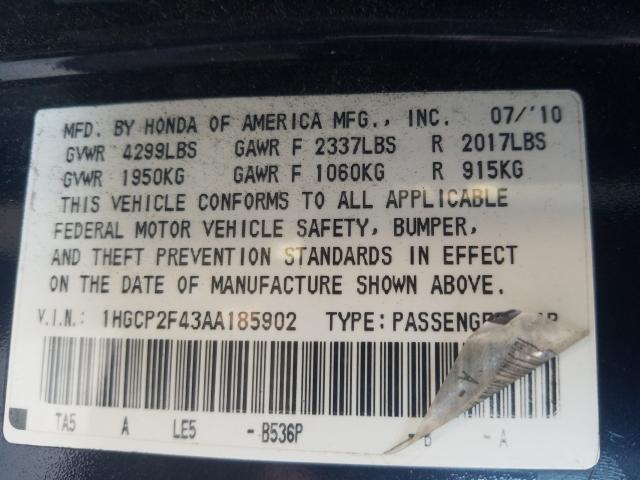 MFD. BY HONDA OF AMERICA MFG., INC. 07/'10
GVWR 4299LBS GAWR F 2337LBS R 2017LBS
GVWR 1950KG GAWR F 1060KG R 915KG
THIS VEHICLE CONFORMS TO ALL APPLICABLE
FEDERAL MOTOR VEHICLE SAFETY, BUMPER,
AND THEFT PREVENTION STANDARDS IN EFFECT
ON THE DATE OF MANUFACTURE SHOWN ABOVE.
V.I.N.: 1HGCP2F43AA185902 TYPE:
TA5 A LE5 -B536P B -A